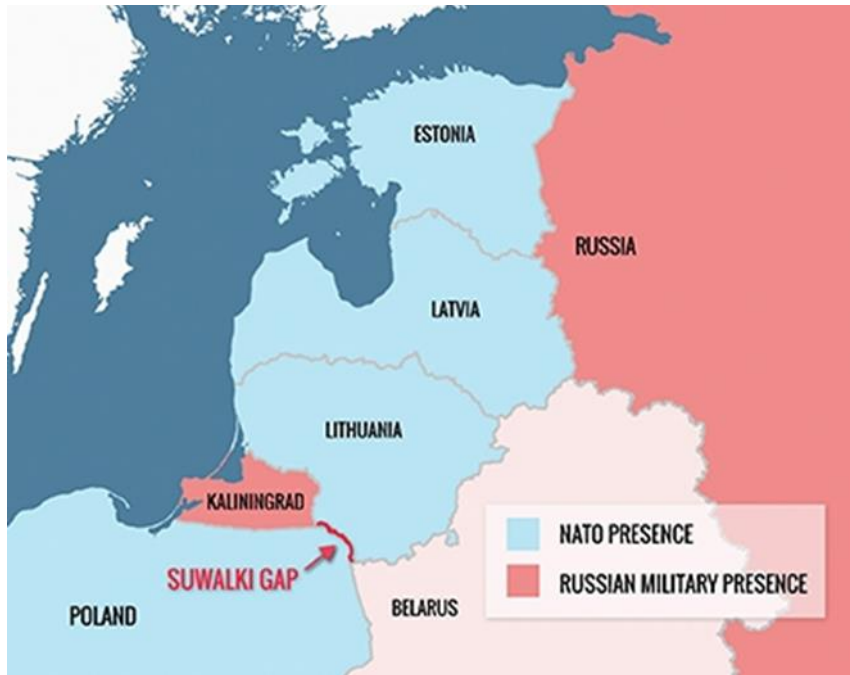 ESTONIA
RUSSIA
LATVIA
LITHUANIA
KALININGRAD
SUWALKI GAP
POLAND
BELARUS
NATO PRESENCE
RUSSIAN MILITARY PRESENCE